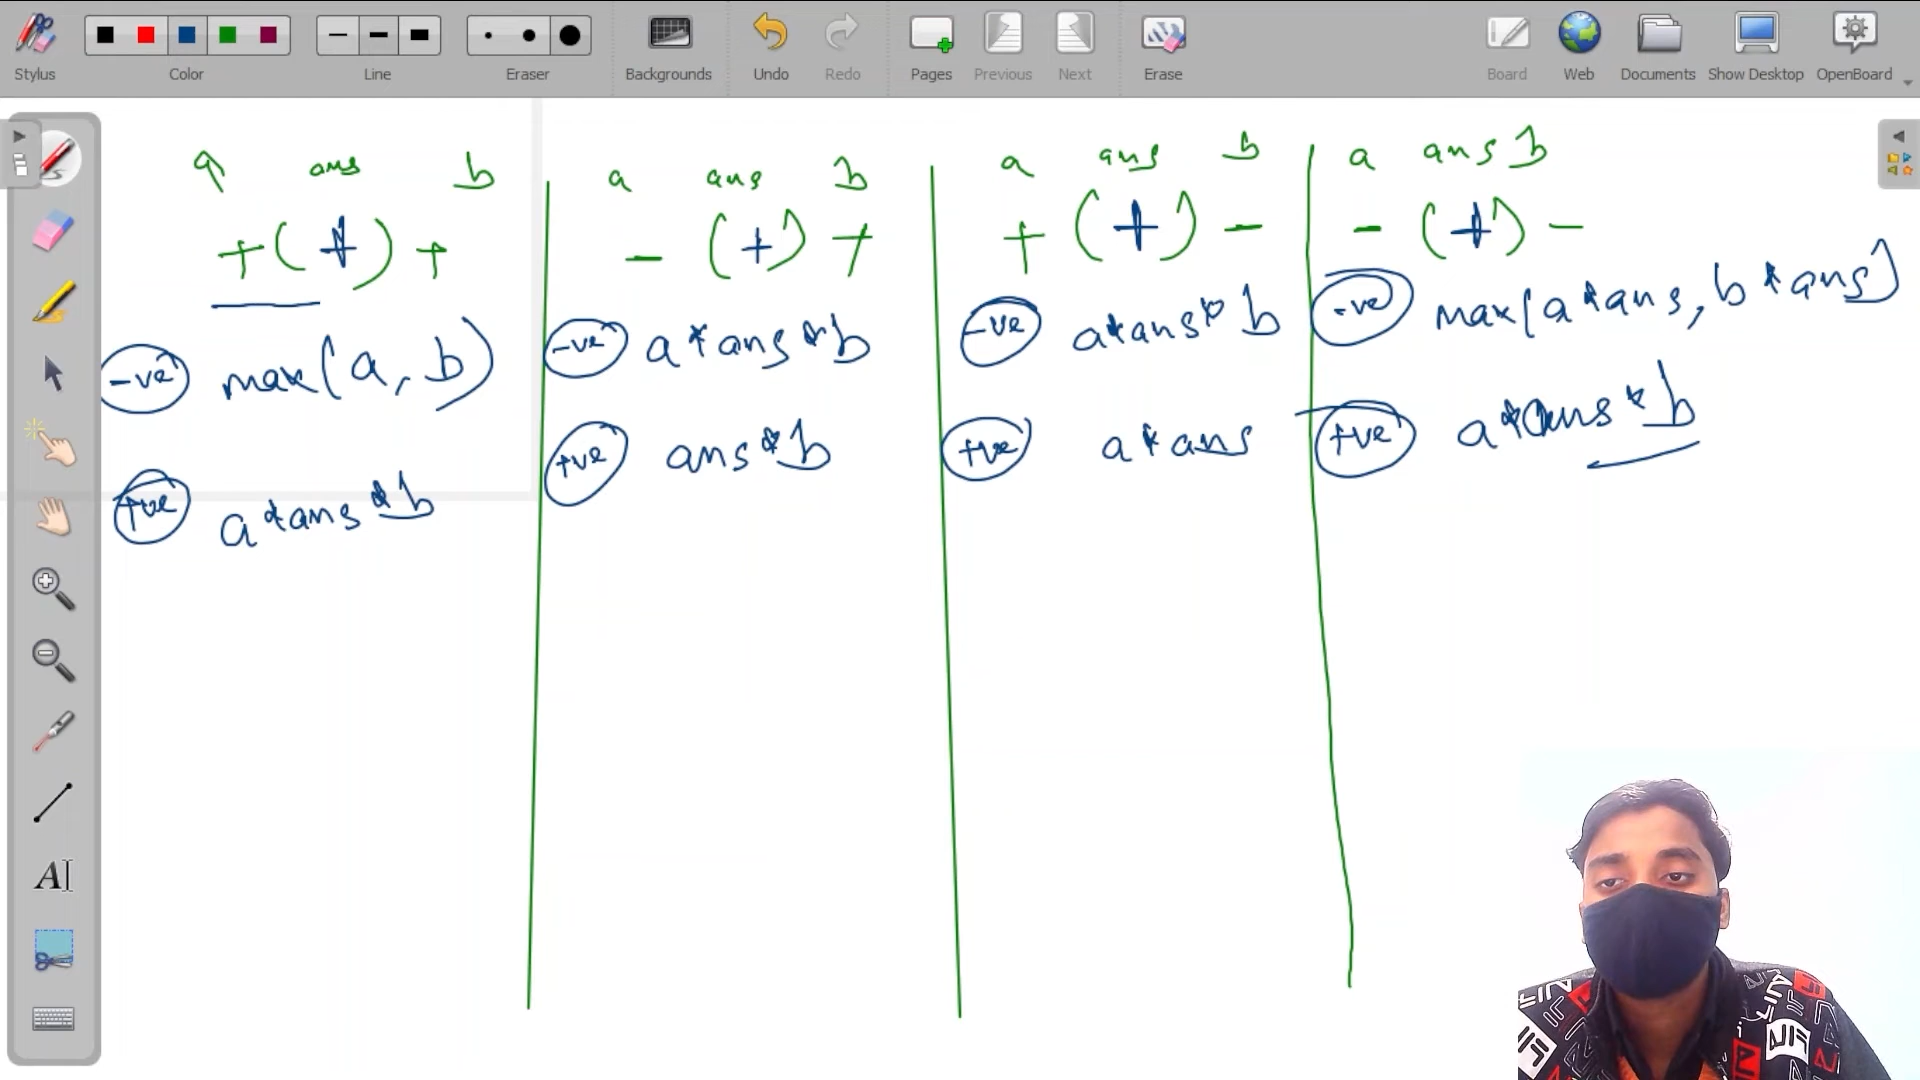 Stylus
Color
Line
Eraser
Backgrounds
Undo
Redo
Pages
Previous
Next
Erase
Board
Web
Documents
Show Desktop
OpenBoard
a ans b
+ ( + ) +
-ve max(a, b)
+ve a*ans*b
a ans b
- (+) +
-ve a*ans*b
+ve ans*b
a ans b
+ (+) -
-ve a*ans*b
+ve a*ans
a ans b
- (+) -
-ve max(a*ans, b*ans)
+ve a*ans*b